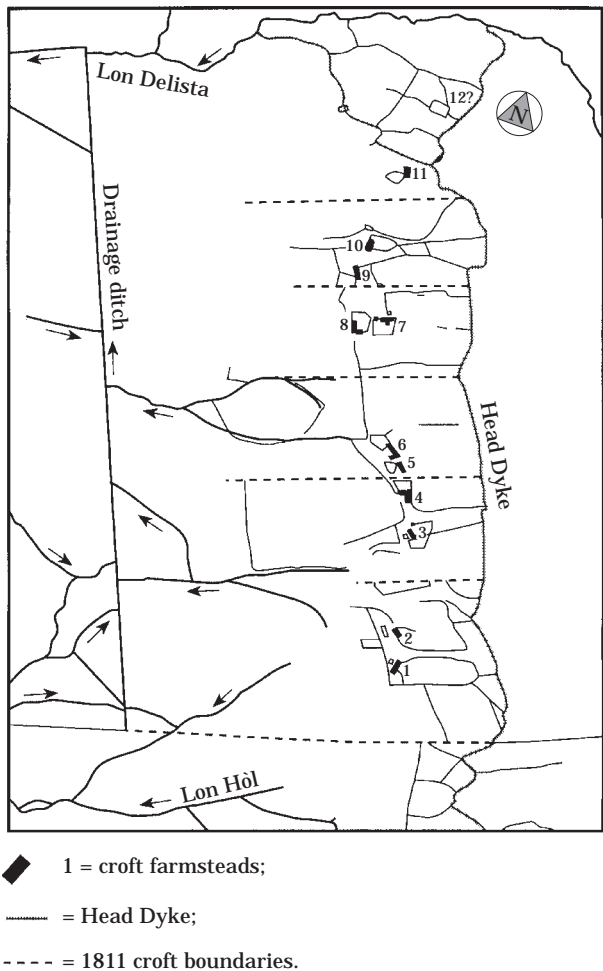 Lon Delista
12?
N
11
Drainage ditch
10
9
8
7
Head Dyke
6
5
4
3
2
1
Lon Hòl
1 = croft farmsteads;
= Head Dyke;
= 1811 croft boundaries.